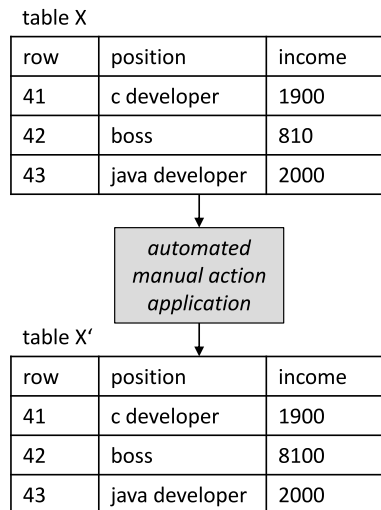 table X
row position income
41 c developer 1900
42 boss 810
43 java developer 2000
automated
manual action
application
table X‘
row position income
41 c developer 1900
42 boss 8100
43 java developer 2000